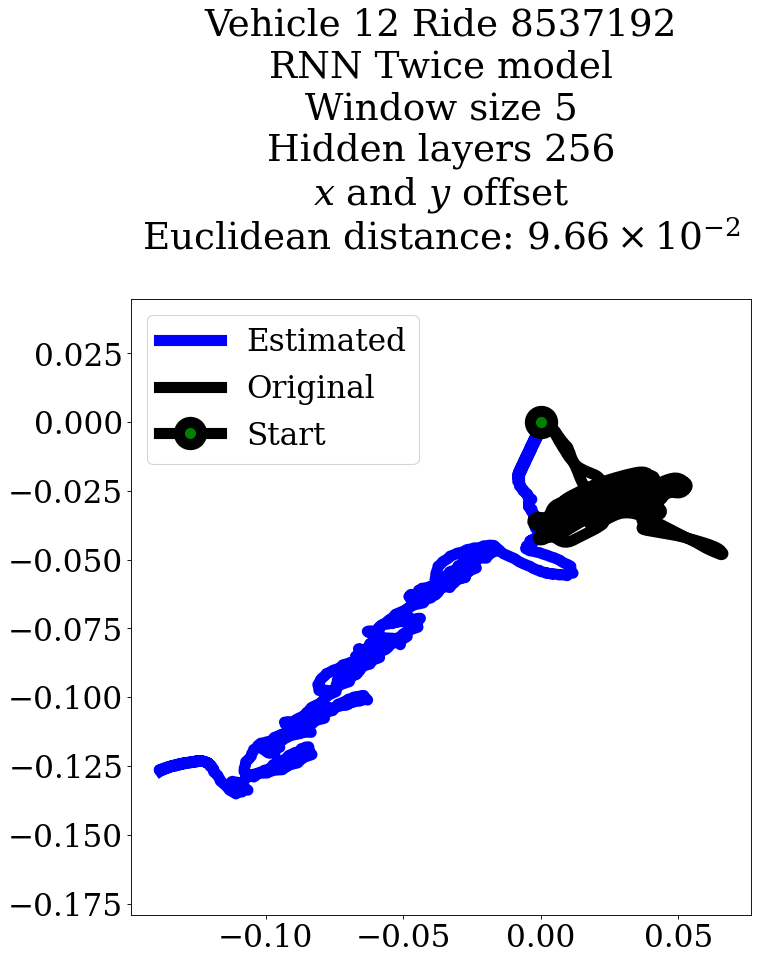 Vehicle 12 Ride 8537192
RNN Twice model
Window size 5
Hidden layers 256
x and y offset
Euclidean distance: 9.66 × 10⁻²
Estimated
Original
Start
0.025
0.000
−0.025
−0.050
−0.075
−0.100
−0.125
−0.150
−0.175
−0.10 −0.05 0.00 0.05